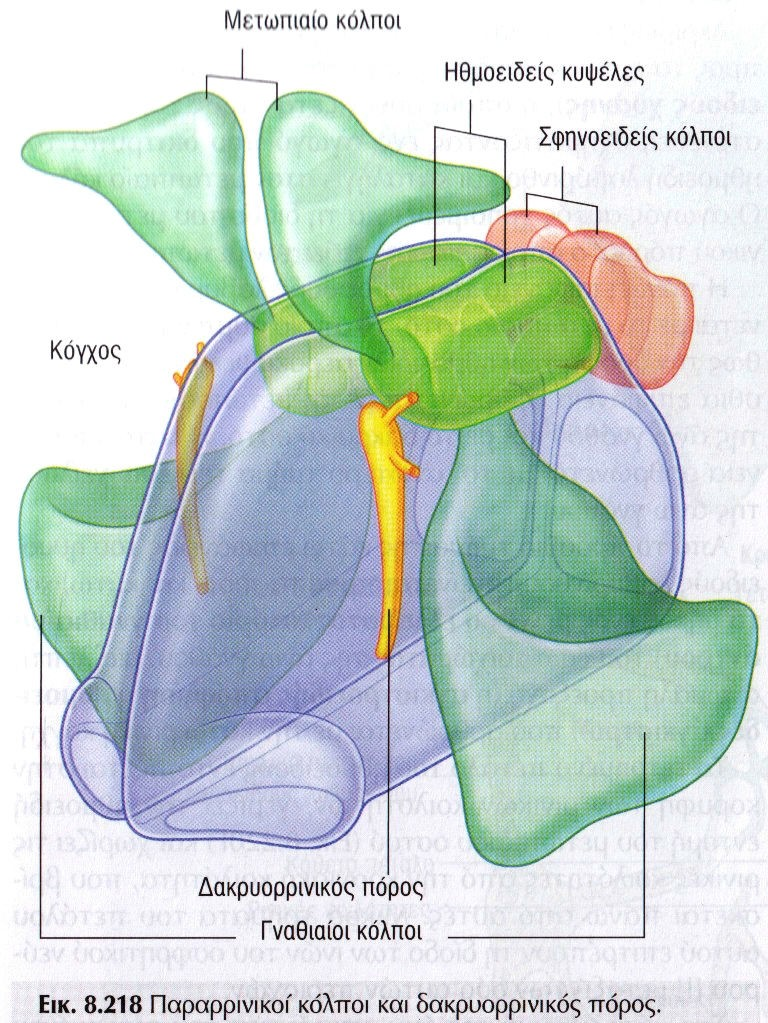 Μετωπιαίο κόλποι
Ηθμοειδείς κυψέλες
Σφηνοειδείς κόλποι
Κόγχος
Δακρυορρινικός πόρος
Γναθιαίοι κόλποι
Εικ. 8.218 Παραρρινικοί κόλποι και δακρυορρινικός πόρος.